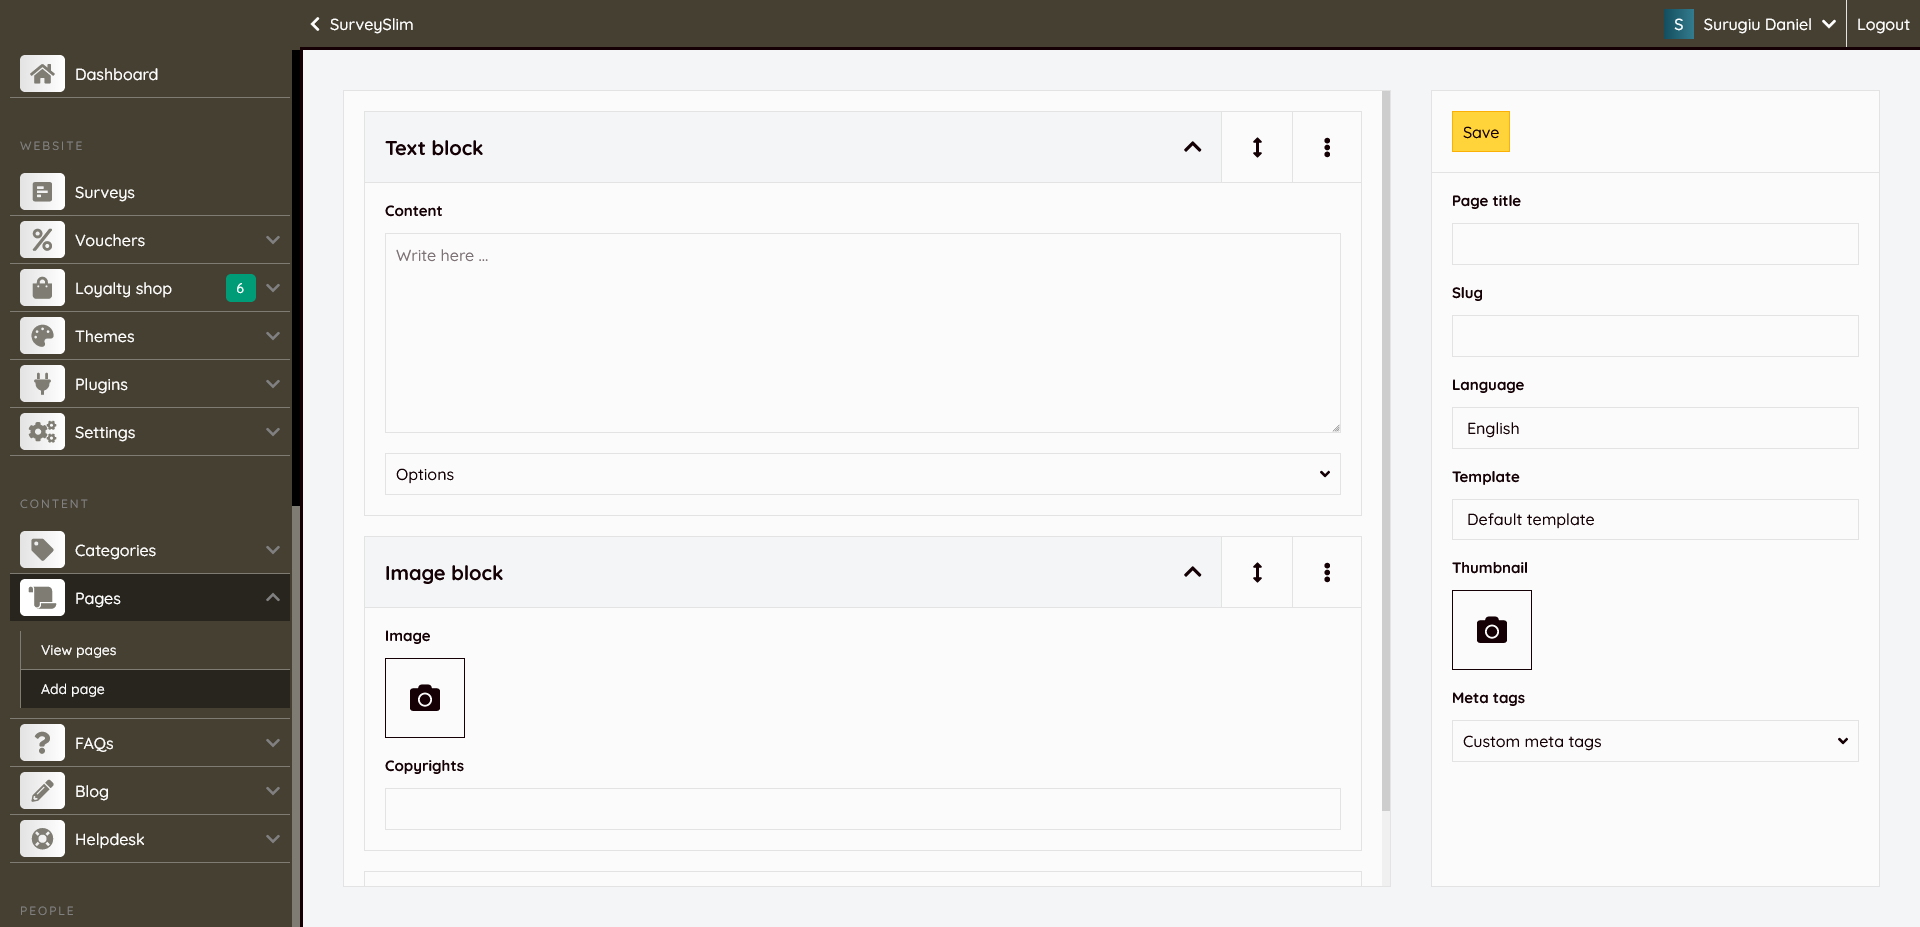 SurveySlim
S Surugiu Daniel
Logout
Dashboard
WEBSITE
Surveys
Vouchers
Loyalty shop 6
Themes
Plugins
Settings
CONTENT
Categories
Pages
View pages
Add page
FAQs
Blog
Helpdesk
PEOPLE
Text block
Content
Write here ...
Options
Image block
Image
Copyrights
Save
Page title
Slug
Language
English
Template
Default template
Thumbnail
Meta tags
Custom meta tags